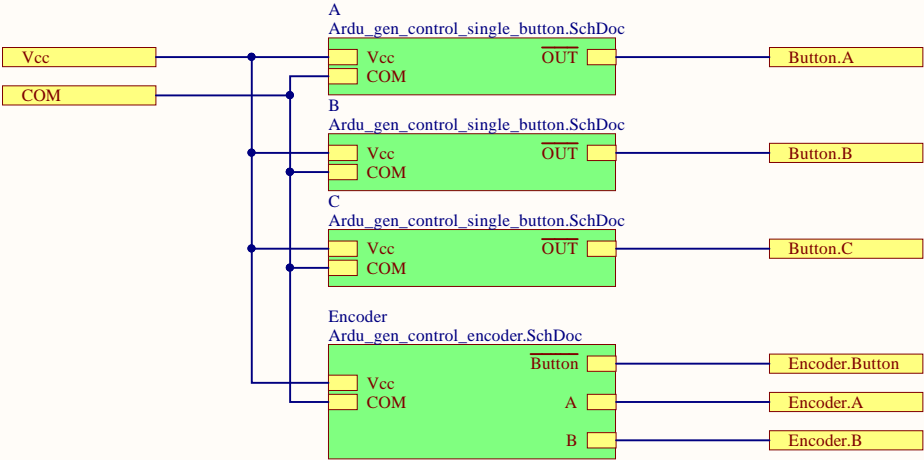 A
Ardu_gen_control_single_button.SchDoc
Vcc
Vcc
OUT
Button.A
COM
COM
B
Ardu_gen_control_single_button.SchDoc
Vcc
OUT
Button.B
COM
C
Ardu_gen_control_single_button.SchDoc
Vcc
OUT
Button.C
COM
Encoder
Ardu_gen_control_encoder.SchDoc
Button
Encoder.Button
Vcc
COM
A
Encoder.A
B
Encoder.B